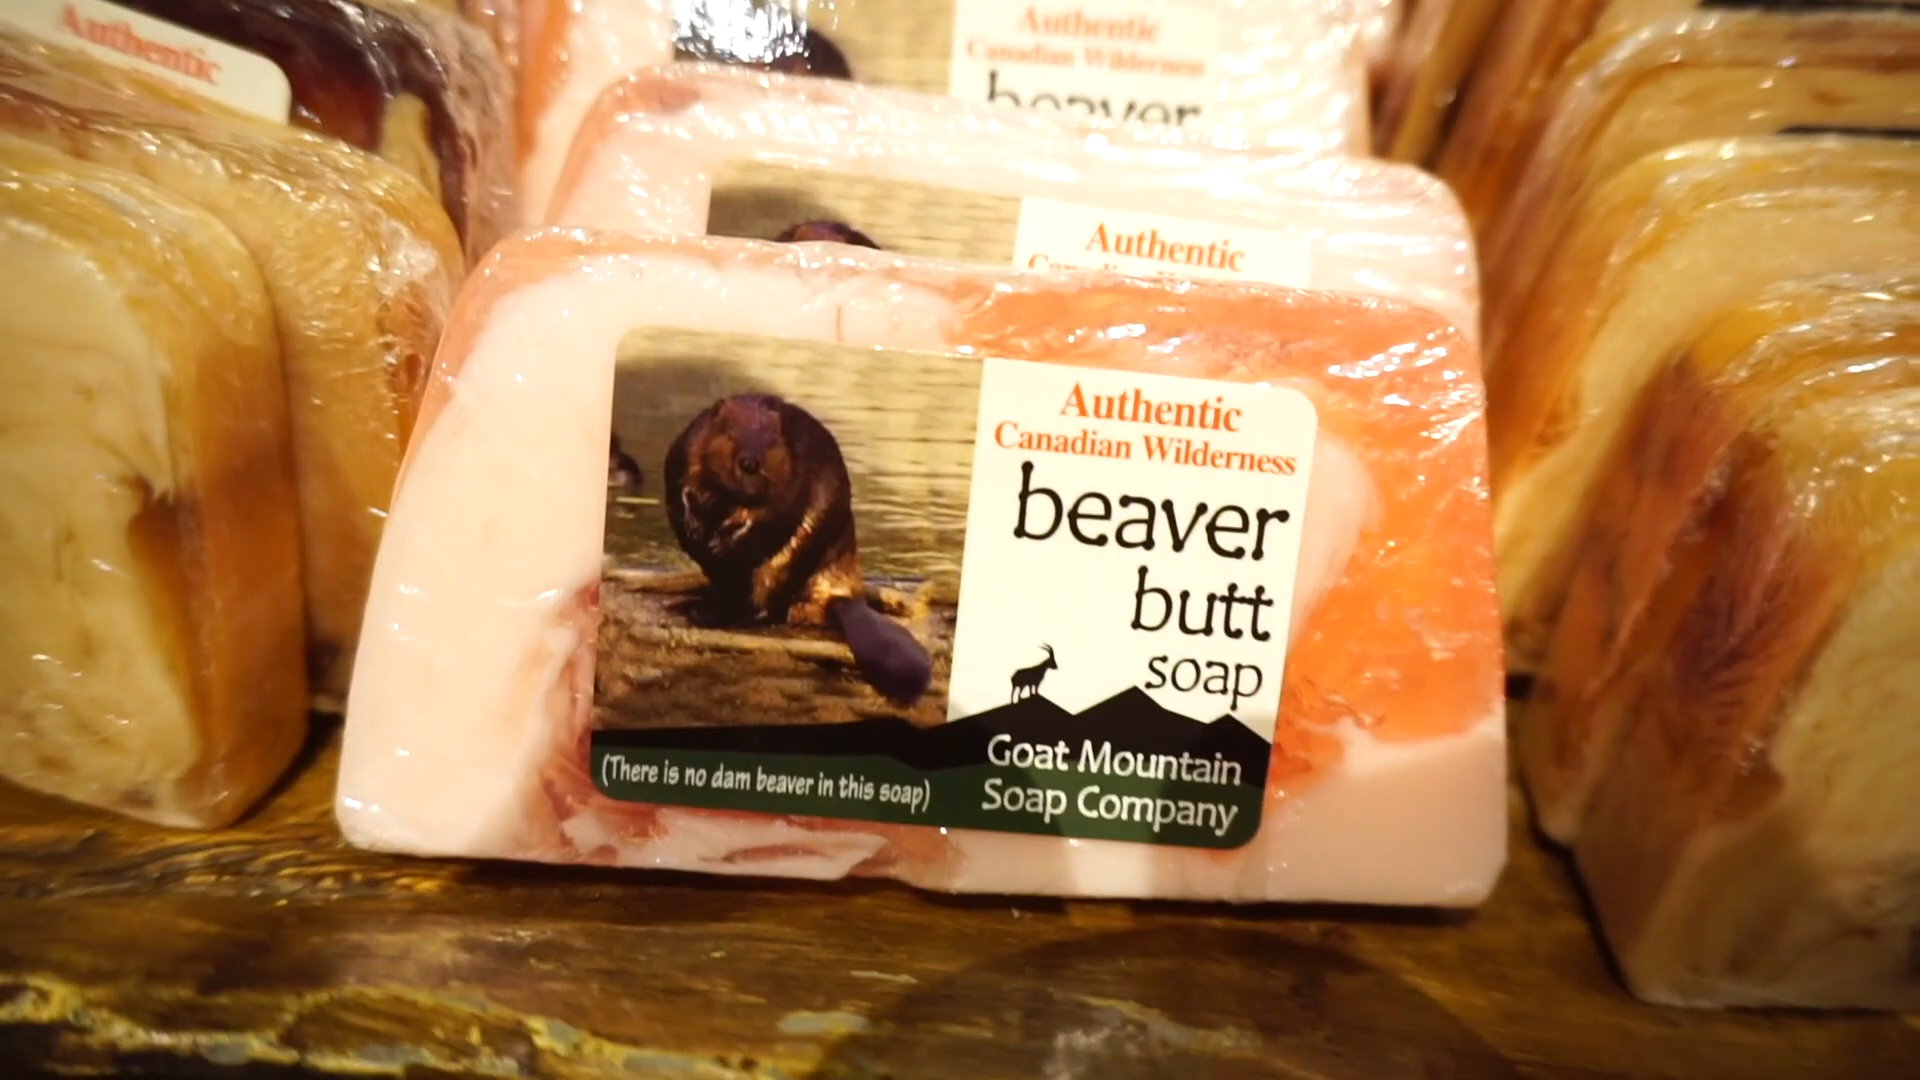 Authentic
Authentic
Canadian Wilderness
beaver
Authentic
Authentic
Canadian Wilderness
beaver
butt
soap
(There is no dam beaver in this soap)
Goat Mountain
Soap Company